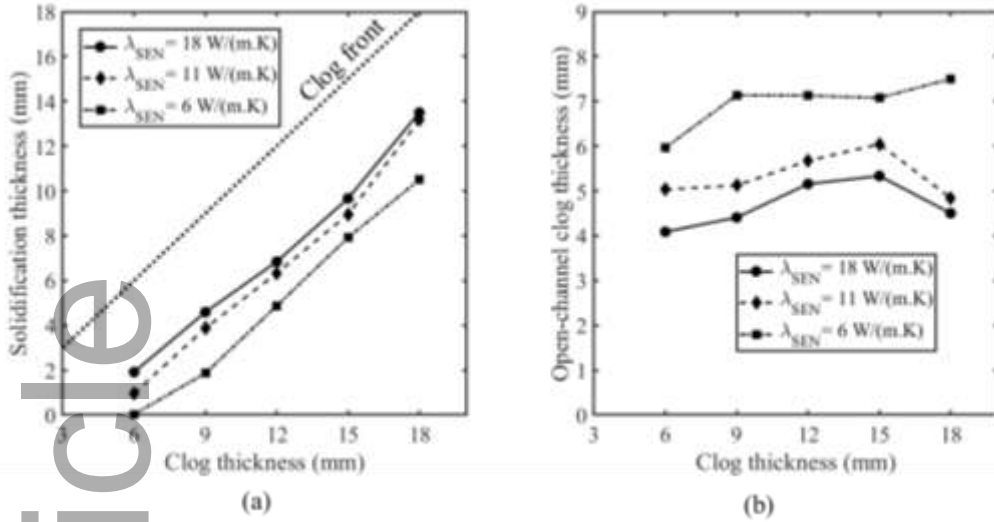 18
16
14
12
10
8
6
4
2
0
Solidification thickness (mm)
λSEN= 18 W/(m.K)
λSEN= 11 W/(m.K)
λSEN= 6 W/(m.K)
Clog front
3 6 9 12 15 18
Clog thickness (mm)
(a)
9
8
7
6
5
4
3
2
1
0
Open-channel clog thickness (mm)
λSEN= 18 W/(m.K)
λSEN= 11 W/(m.K)
λSEN= 6 W/(m.K)
3 6 9 12 15 18
Clog thickness (mm)
(b)
icle